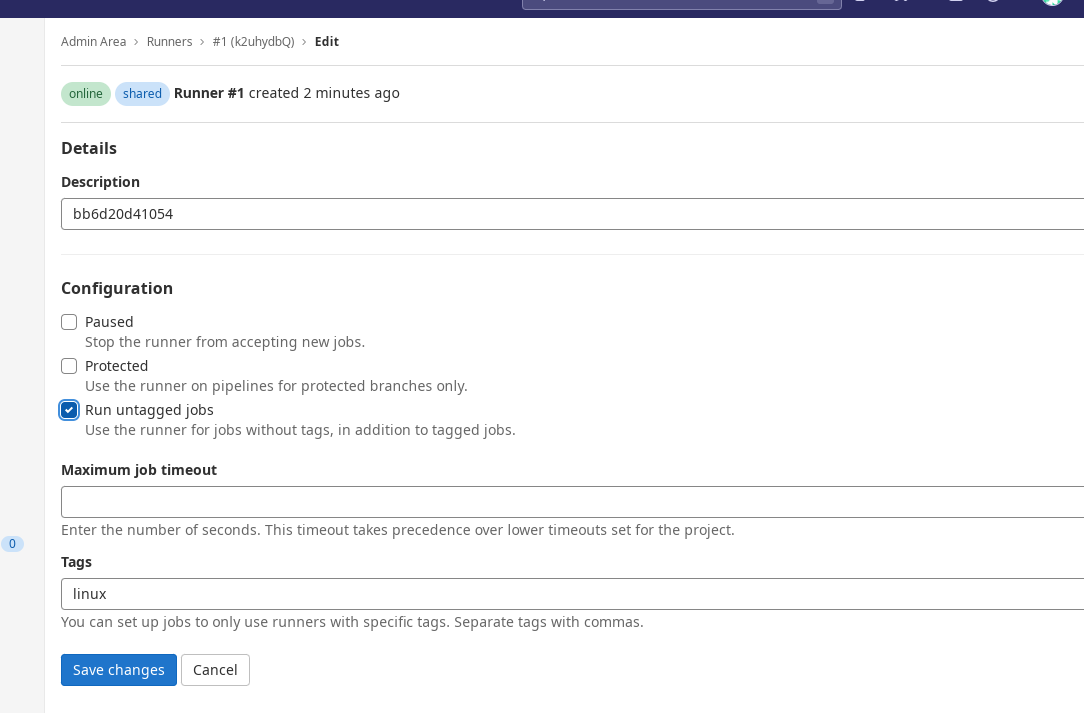 Admin Area › Runners › #1 (k2uhydbQ) › Edit
online shared Runner #1 created 2 minutes ago
Details
Description
bb6d20d41054
Configuration
Paused
Stop the runner from accepting new jobs.
Protected
Use the runner on pipelines for protected branches only.
Run untagged jobs
Use the runner for jobs without tags, in addition to tagged jobs.
Maximum job timeout
Enter the number of seconds. This timeout takes precedence over lower timeouts set for the project.
0
Tags
linux
You can set up jobs to only use runners with specific tags. Separate tags with commas.
Save changes Cancel